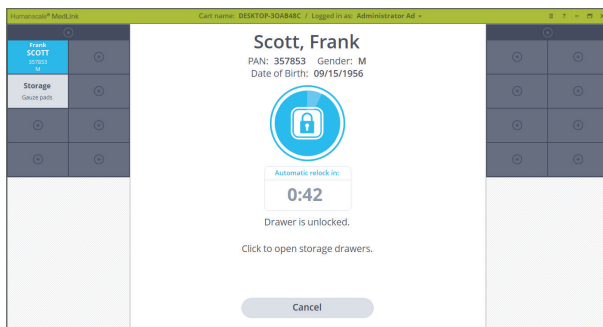 Humanscale® MedLink
Cart name: DESKTOP-3OAB48C / Logged in as: Administrator Ad
Frank
SCOTT
357853
M
Storage
Gauze pads
Scott, Frank
PAN: 357853 Gender: M
Date of Birth: 09/15/1956
Automatic relock in:
0:42
Drawer is unlocked.
Click to open storage drawers.
Cancel